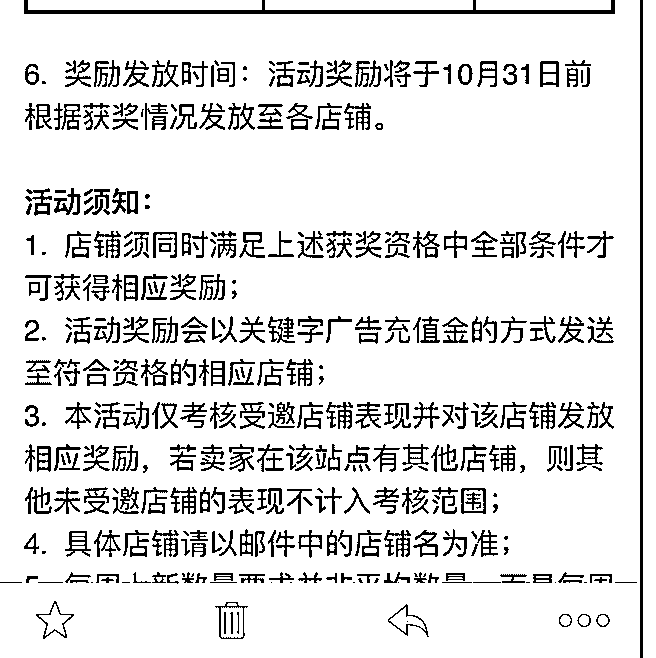 6. 奖励发放时间：活动奖励将于10月31日前
根据获奖情况发放至各店铺。
活动须知：
1. 店铺须同时满足上述获奖资格中全部条件才
可获得相应奖励；
2. 活动奖励会以关键字广告充值金的方式发送
至符合资格的相应店铺；
3. 本活动仅考核受邀店铺表现并对该店铺发放
相应奖励，若卖家在该站点有其他店铺，则其
他未受邀店铺的表现不计入考核范围；
4. 具体店铺请以邮件中的店铺名为准；